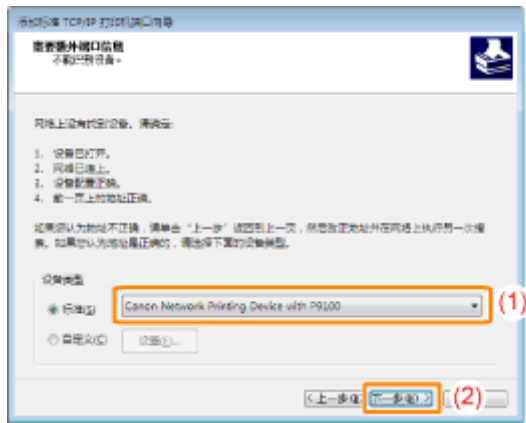 添加标准 TCP/IP 打印机端口向导
需要额外端口信息
不能识别设备。
网络上没有找到设备。请确定:
1. 设备已打开。
2. 网络已连上。
3. 设备配置正确。
4. 前一页上的地址正确。
如果您认为地址不正确，请单击“上一步”返回到上一页，然后改正地址并在网络上执行另一次搜
索。如果您认为地址是正确的，请选择下面的设备类型。
设备类型
标准(S) Canon Network Printing Device with P9100 (1)
自定义(C) 设置(E)...
<上一步(B) 下一步(N) > (2)